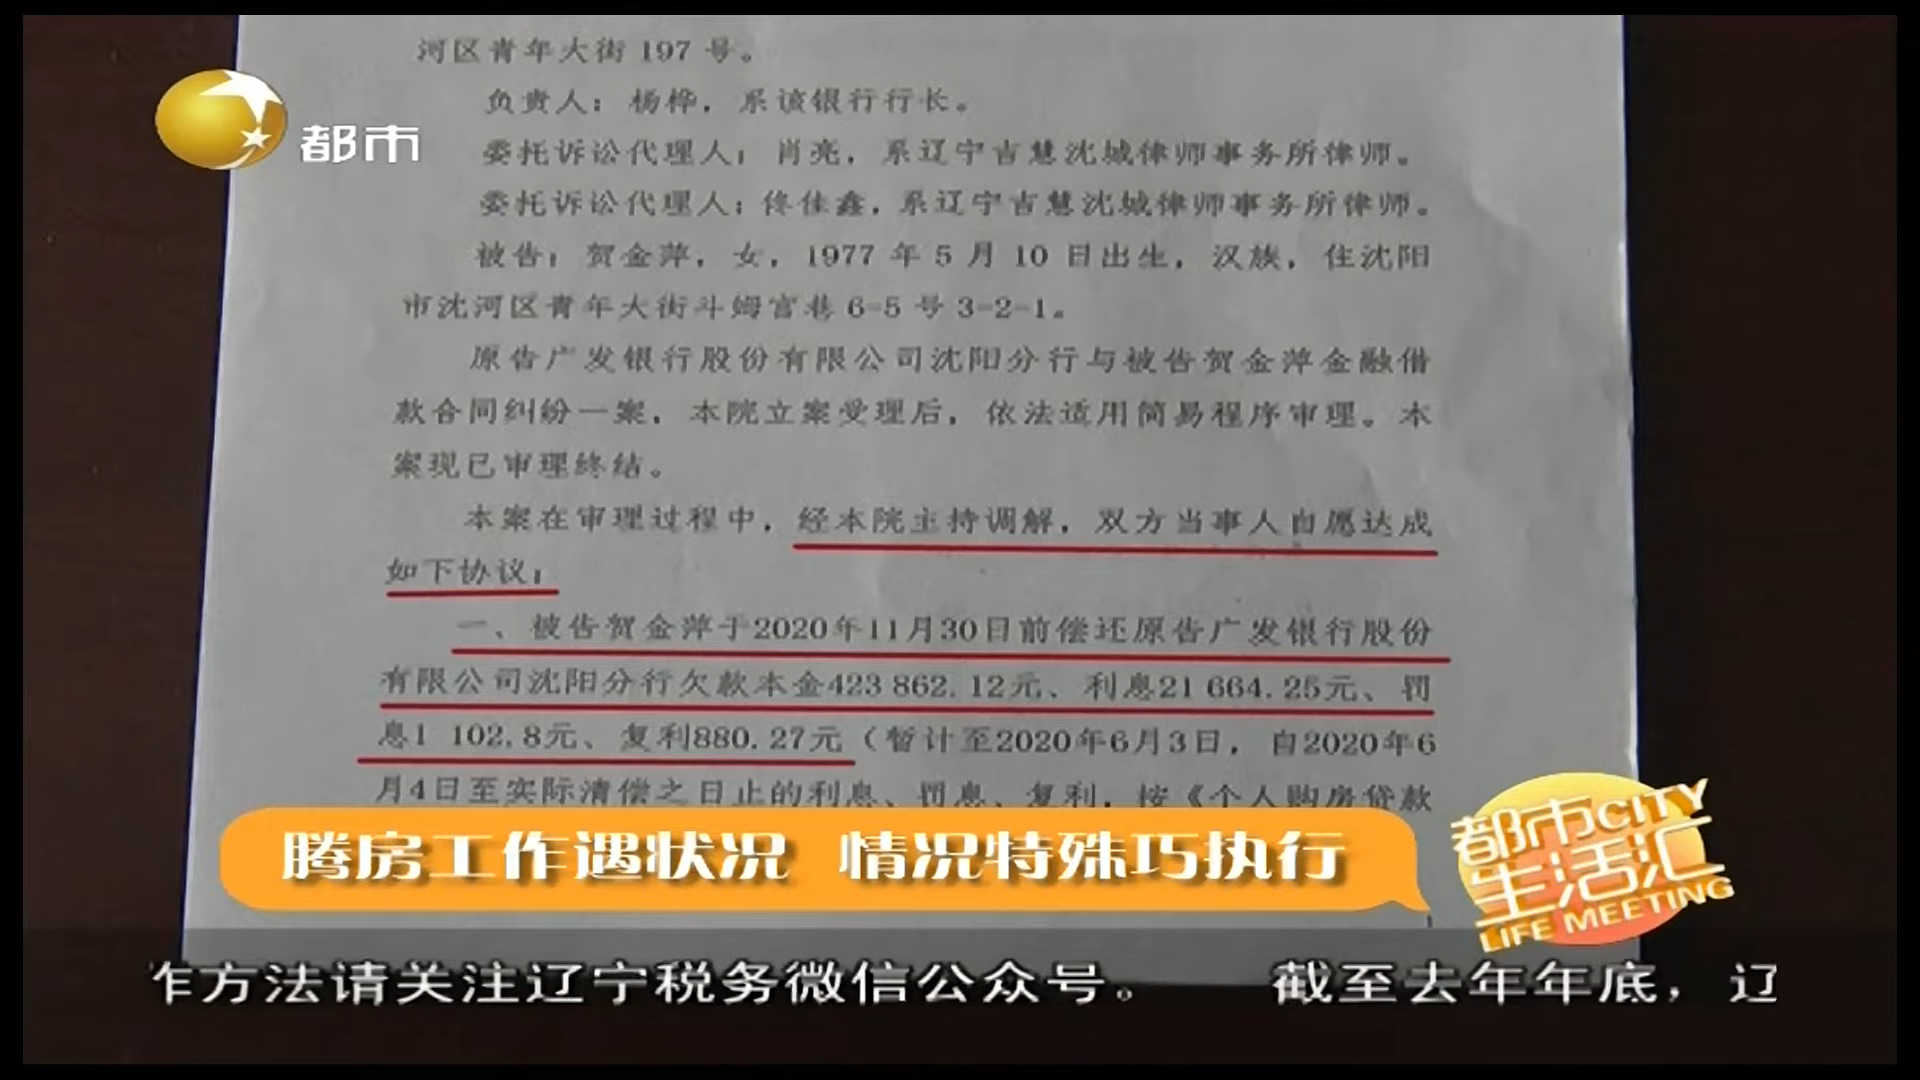 河区青年大街 197 号。
负责人：杨桦，系该银行行长。
都市
委托诉讼代理人：肖亮，系辽宁吉慧沈城律师事务所律师。
委托诉讼代理人：佟佳鑫，系辽宁吉慧沈城律师事务所律师。
被告：贺金萍，女，1977 年 5 月 10 日出生，汉族，住沈阳
市沈河区青年大街斗姆宫巷 6-5 号 3-2-1。
原告广发银行股份有限公司沈阳分行与被告贺金萍金融借
款合同纠纷一案，本院立案受理后，依法适用简易程序审理。本
案现已审理终结。
本案在审理过程中，经本院主持调解，双方当事人自愿达成
如下协议：
一、被告贺金萍于2020年11月30日前偿还原告广发银行股份
有限公司沈阳分行欠款本金423 862.12元、利息21 664.25元、罚
息1 102.8元、复利880.27元（暂计至2020年6月3日，自2020年6
月4日至实际清偿之日止的利息、罚息、复利，按《个人购房贷款
腾房工作遇状况 情况特殊巧执行
都市CITY
生活汇
LIFE MEETING
作方法请关注辽宁税务微信公众号。 截至去年年底，辽